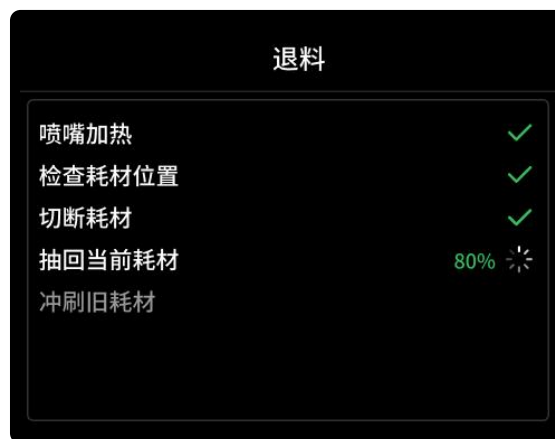 退料
喷嘴加热
检查耗材位置
切断耗材
抽回当前耗材 80%
冲刷旧耗材